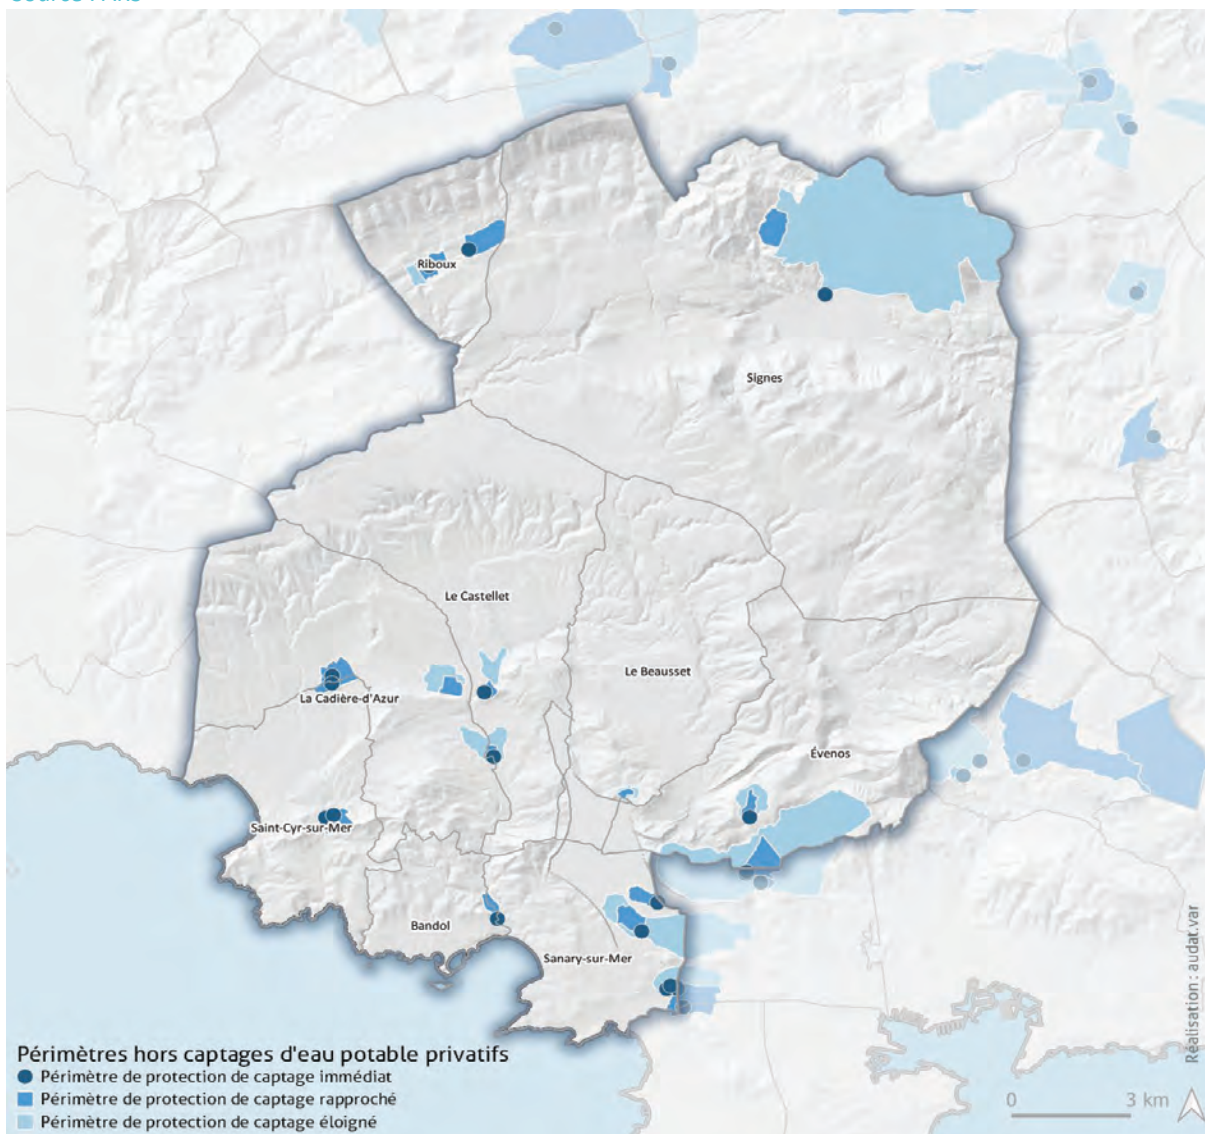 Riboux
Signes
Le Castellet
Le Beausset
La Cadière-d'Azur
Évenos
Saint-Cyr-sur-Mer
Bandol
Sanary-sur-Mer
Réalisation : audat.var
Périmètres hors captages d'eau potable privatifs
Périmètre de protection de captage immédiat
Périmètre de protection de captage rapproché
Périmètre de protection de captage éloigné
0 3 km